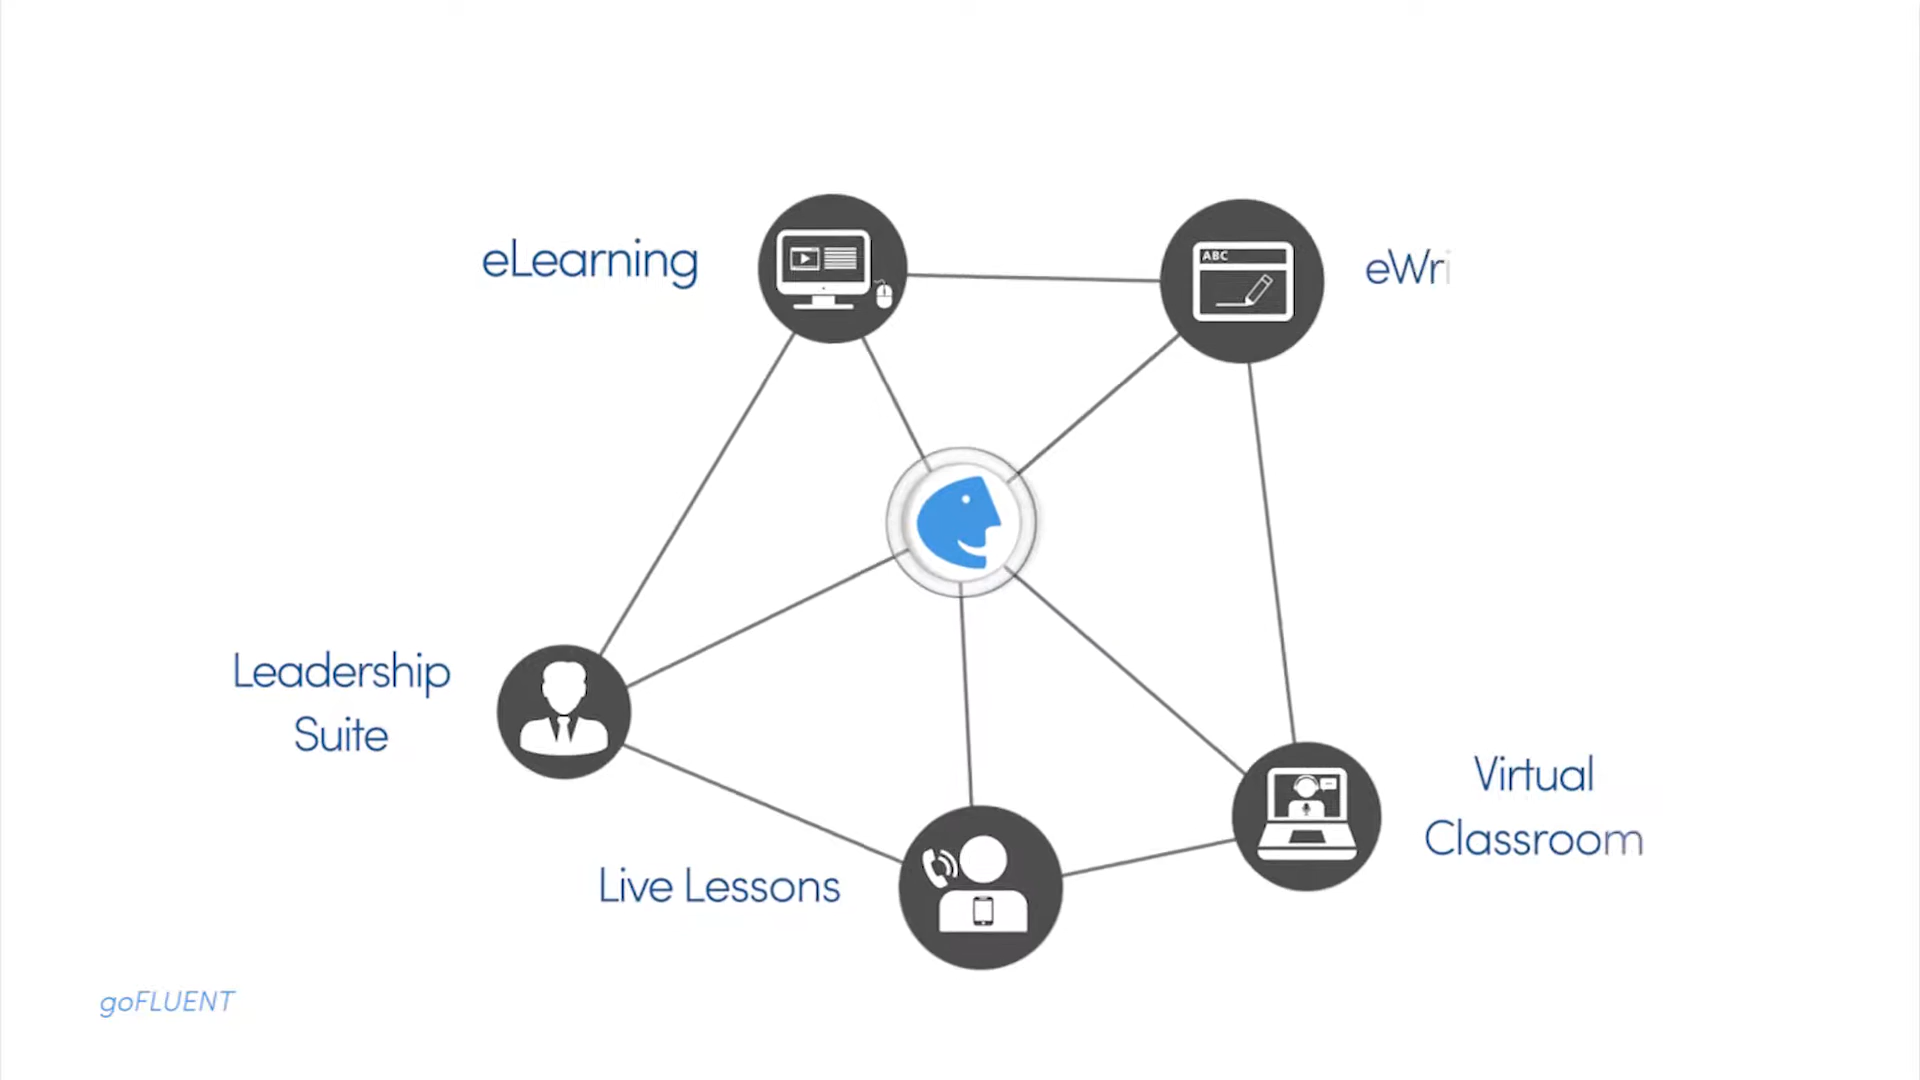 eLearning
ABC
eWri
Leadership
Suite
Virtual
Classroom
Live Lessons
goFLUENT